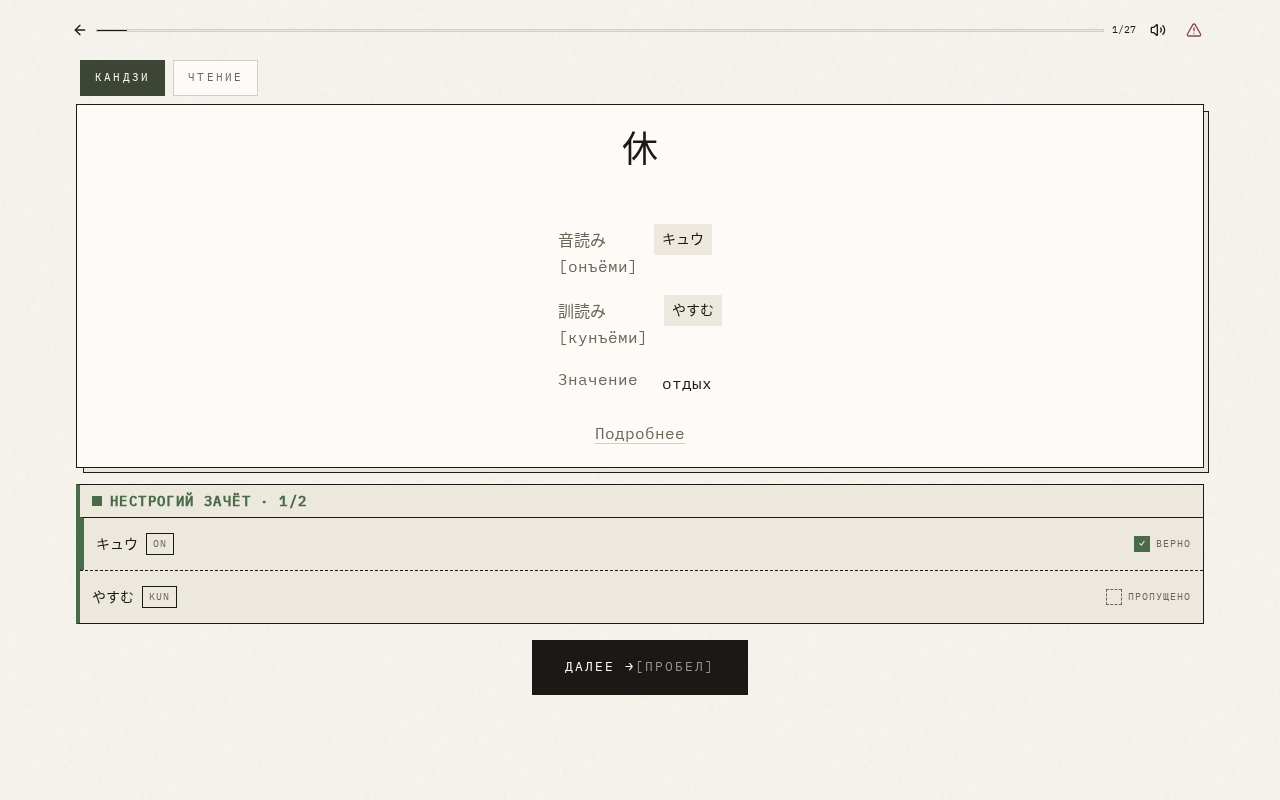 1/27
КАНДЗИ ЧТЕНИЕ
休
音読み キュウ
[онъёми]
訓読み やすむ
[кунъёми]
Значение отдых
Подробнее
НЕСТРОГИЙ ЗАЧЁТ · 1/2
キュウ ON ВЕРНО
やすむ KUN ПРОПУЩЕНО
ДАЛЕЕ →[ПРОБЕЛ]